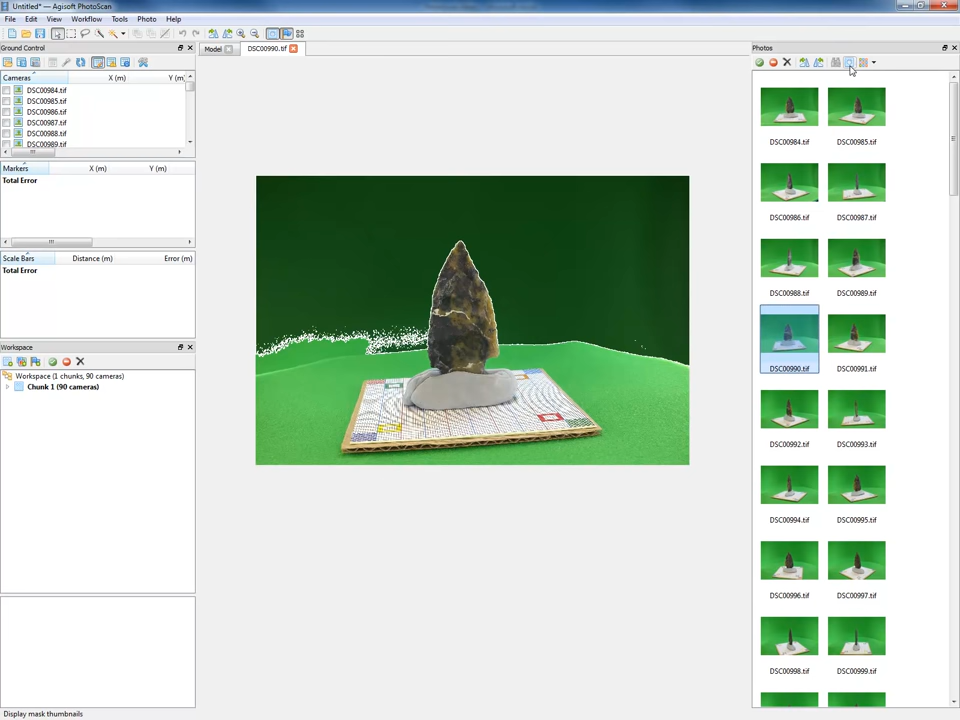 Untitled* — Agisoft PhotoScan
File Edit View Workflow Tools Photo Help
Ground Control
Cameras X (m) Y (m)
DSC00984.tif
DSC00985.tif
DSC00986.tif
DSC00987.tif
DSC00988.tif
DSC00989.tif
Markers X (m) Y (m)
Total Error
Scale Bars Distance (m) Error (m)
Total Error
Workspace
Workspace (1 chunks, 90 cameras)
Chunk 1 (90 cameras)
Model DSC00990.tif
Photos
DSC00984.tif DSC00985.tif
DSC00986.tif DSC00987.tif
DSC00988.tif DSC00989.tif
DSC00990.tif DSC00991.tif
DSC00992.tif DSC00993.tif
DSC00994.tif DSC00995.tif
DSC00996.tif DSC00997.tif
DSC00998.tif DSC00999.tif
Display mask thumbnails